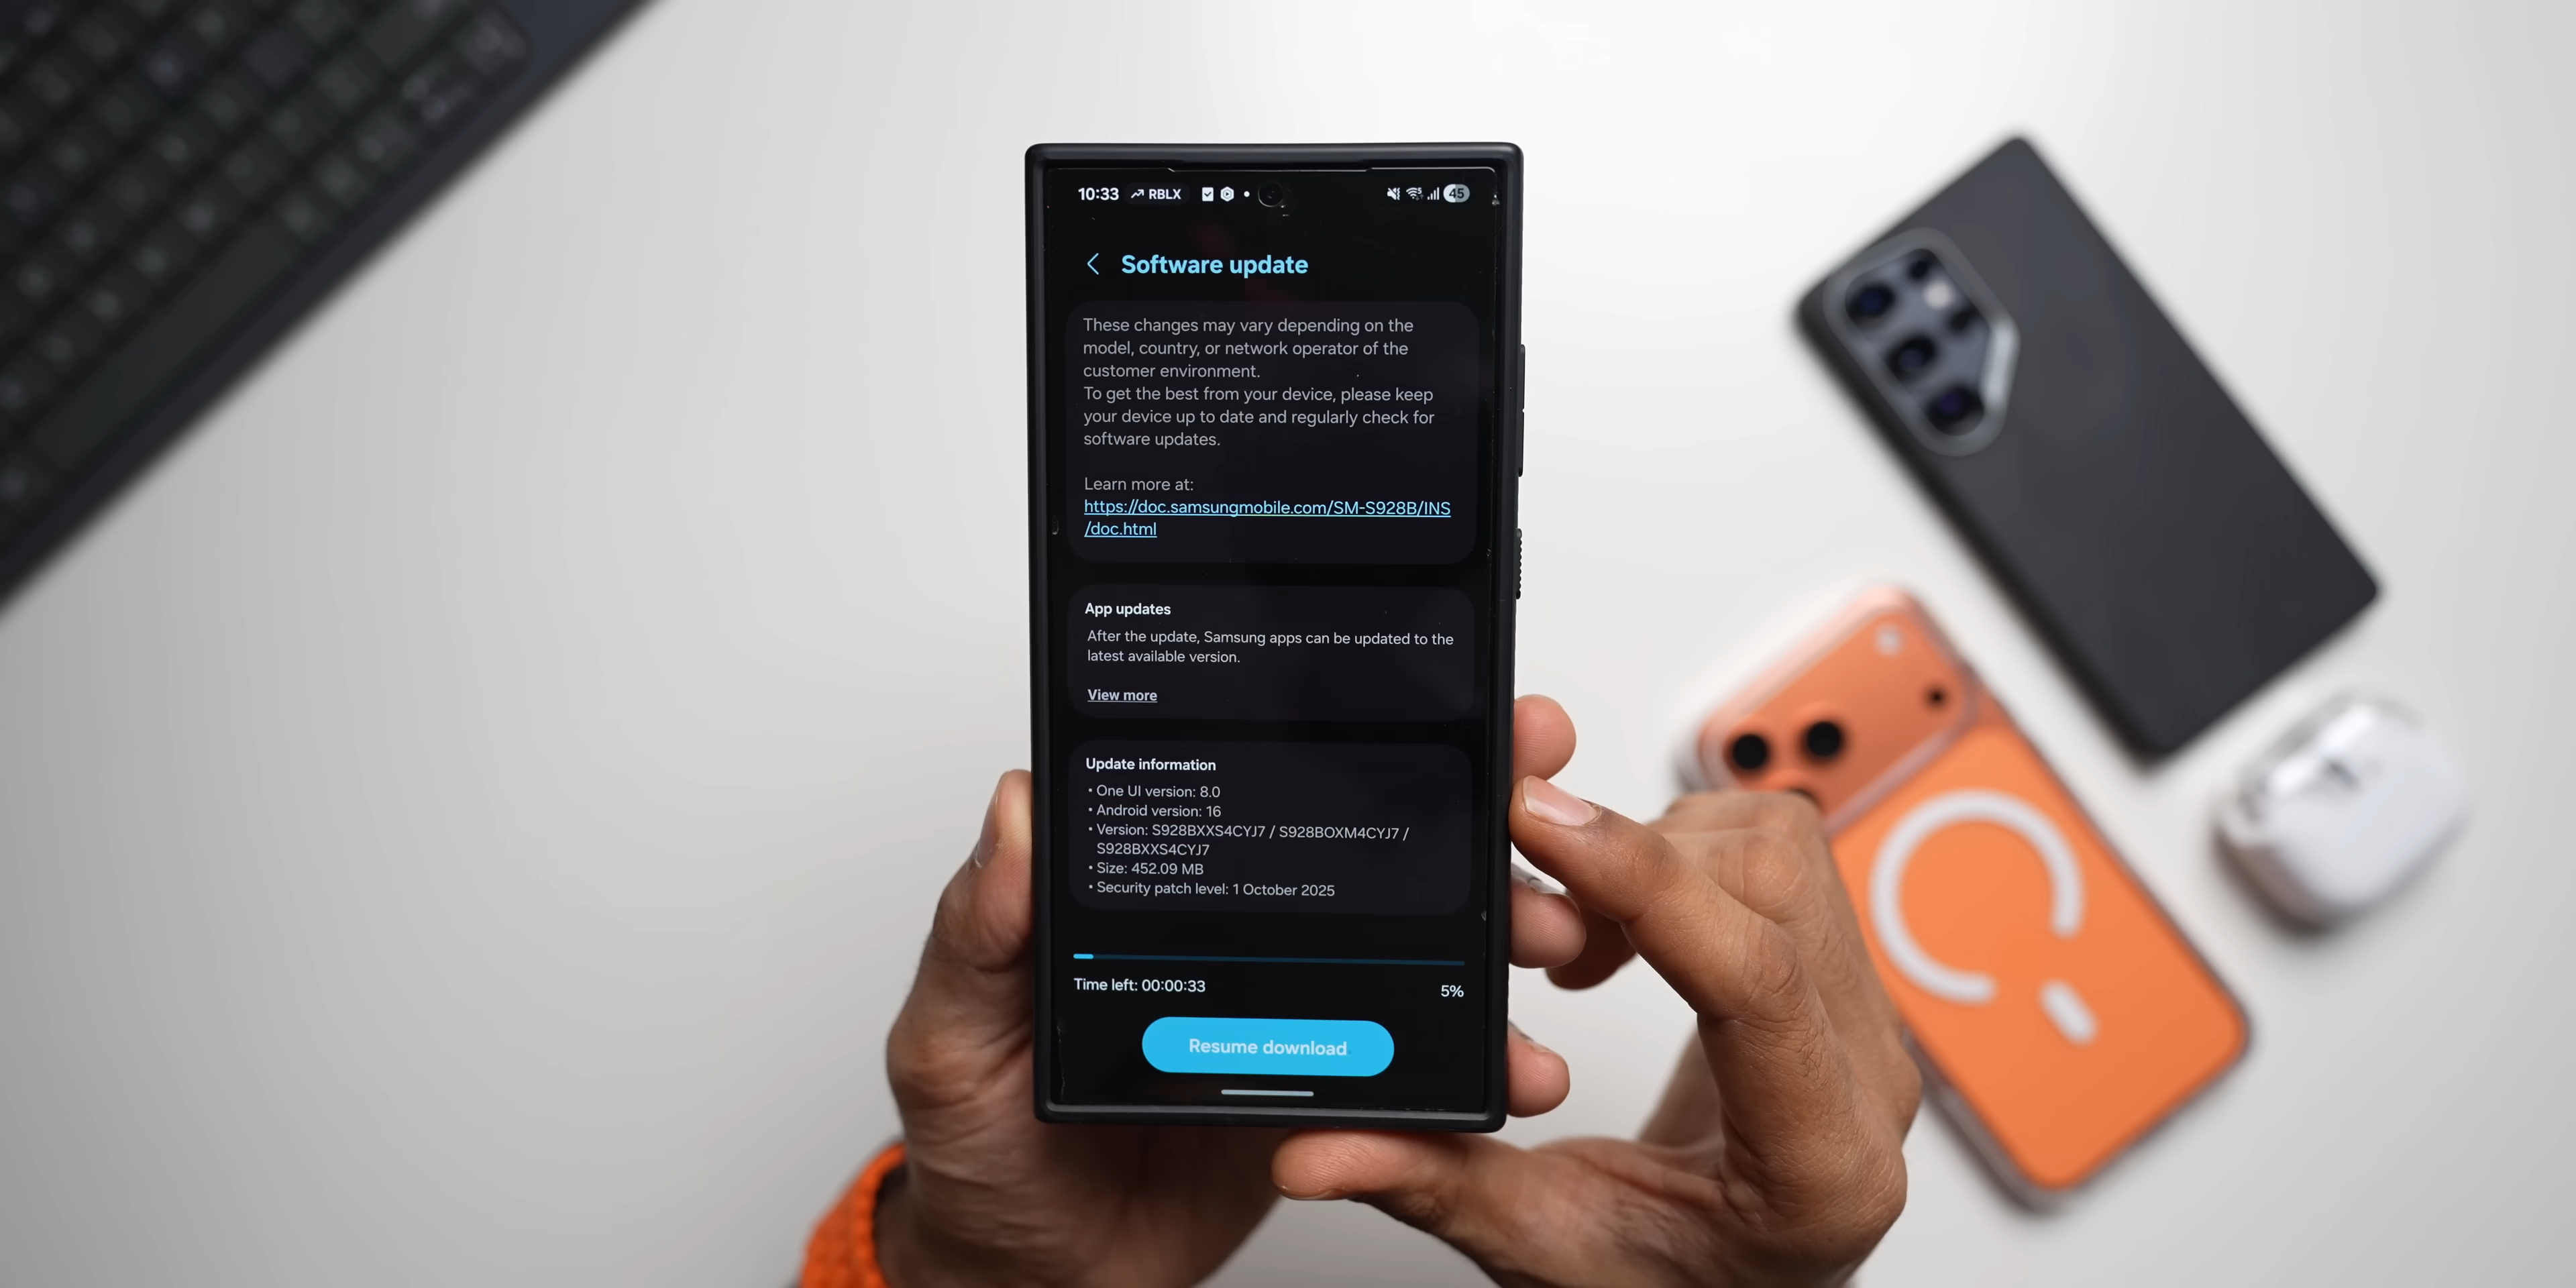 10:33 RBLX 45
Software update
These changes may vary depending on the
model, country, or network operator of the
customer environment.
To get the best from your device, please keep
your device up to date and regularly check for
software updates.
Learn more at:
https://doc.samsungmobile.com/SM-S928B/INS
/doc.html
App updates
After the update, Samsung apps can be updated to the
latest available version.
View more
Update information
• One UI version: 8.0
• Android version: 16
• Version: S928BXXS4CYJ7 / S928BOXM4CYJ7 /
S928BXXS4CYJ7
• Size: 452.09 MB
• Security patch level: 1 October 2025
Time left: 00:00:33 5%
Resume download